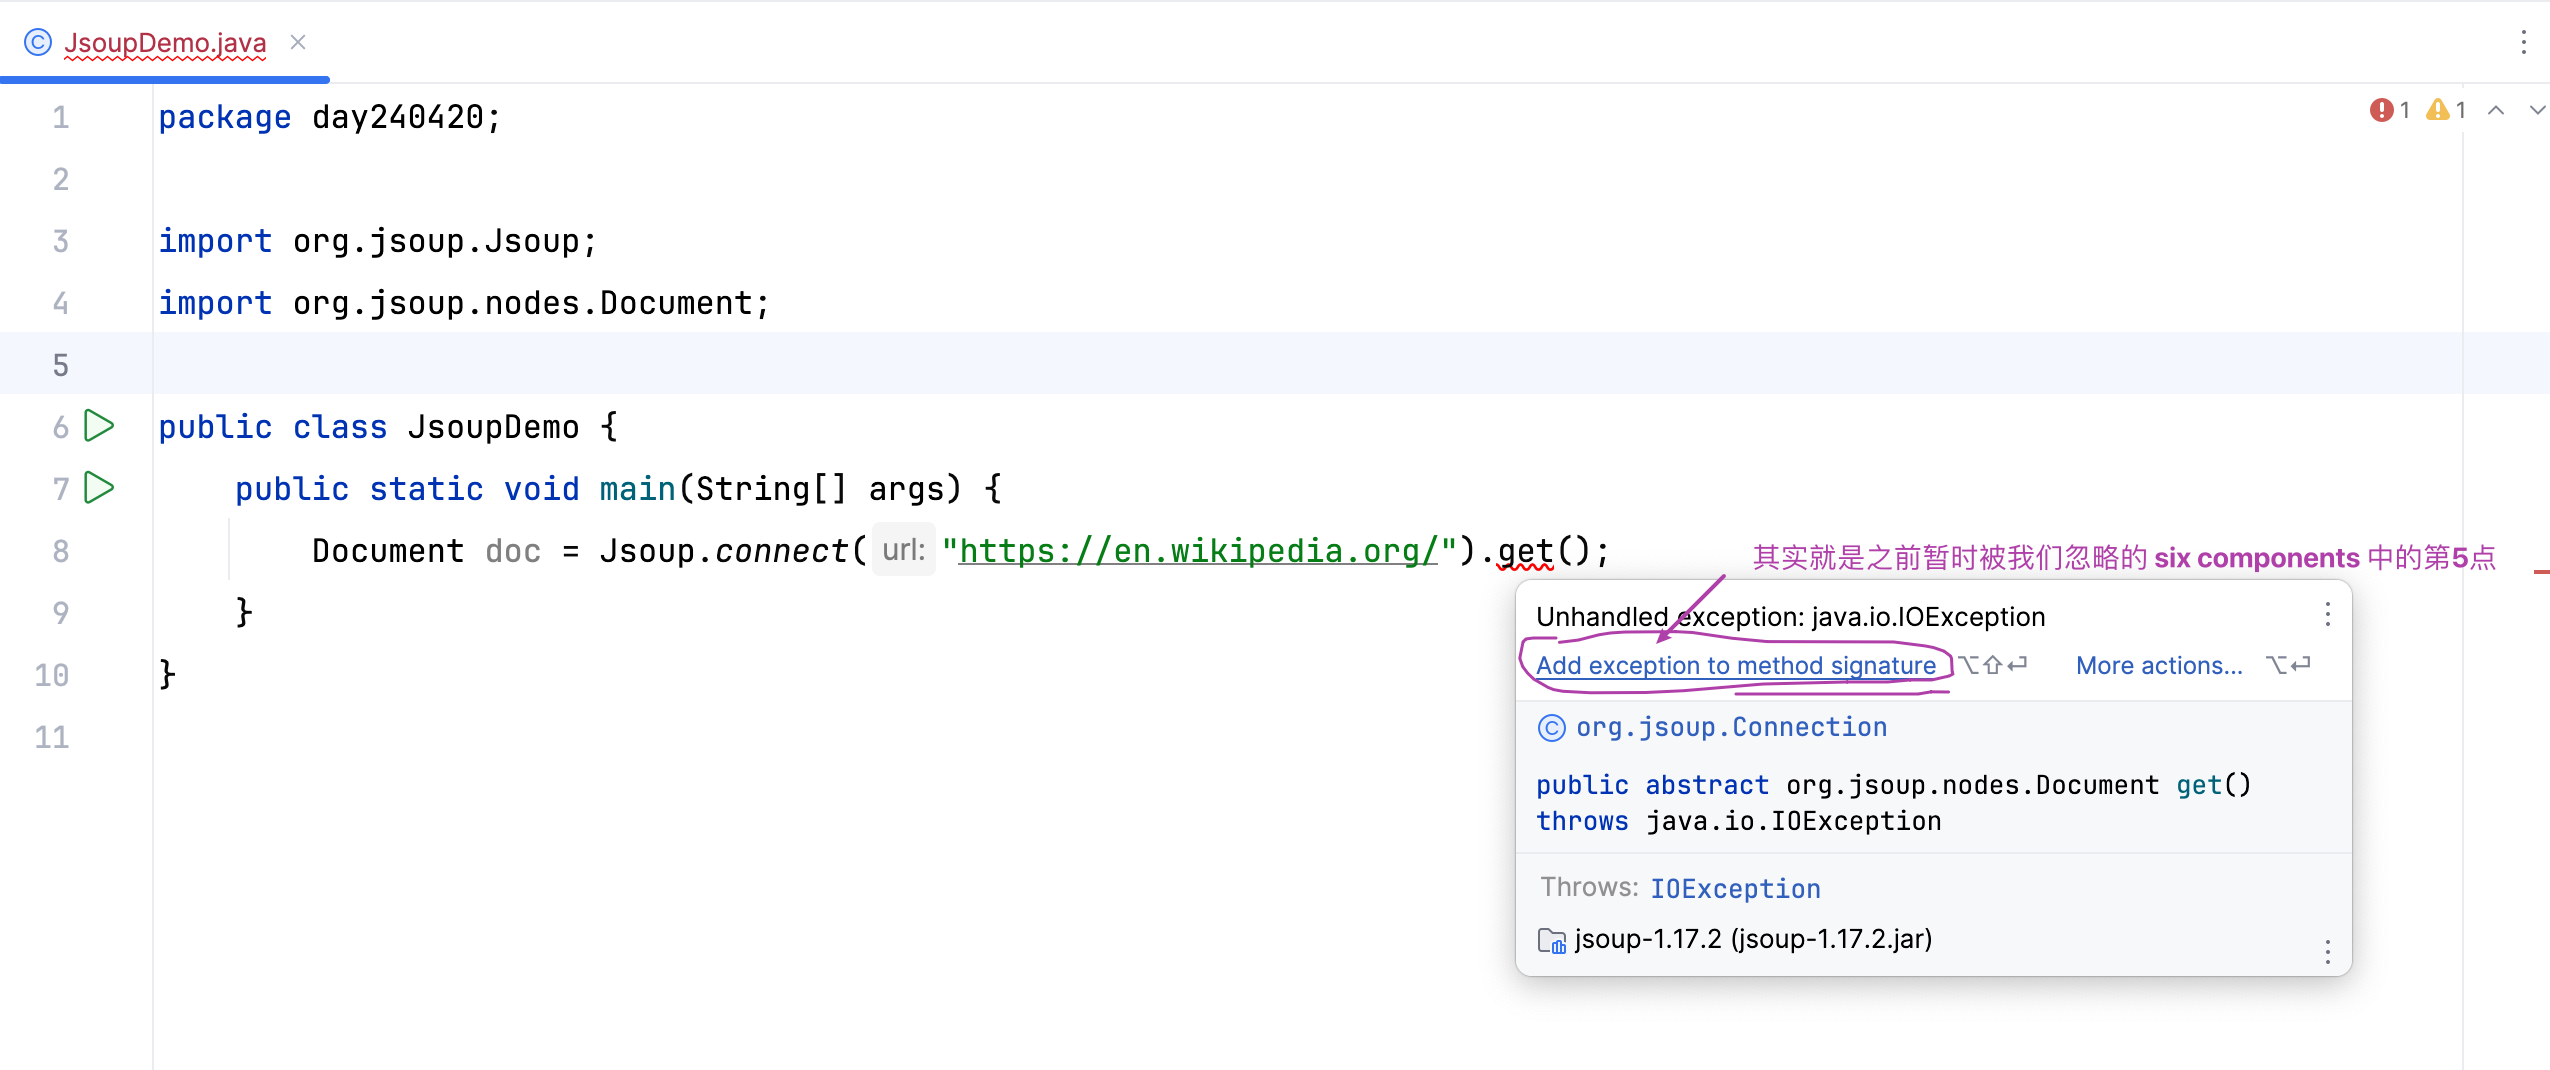 JsoupDemo.java
1 package day240420;
1 1
2
3 import org.jsoup.Jsoup;
4 import org.jsoup.nodes.Document;
5
6 public class JsoupDemo {
7 public static void main(String[] args) {
8 Document doc = Jsoup.connect( url: "https://en.wikipedia.org/").get();
其实就是之前暂时被我们忽略的 six components 中的第5点
9 }
10 }
11
Unhandled exception: java.io.IOException
Add exception to method signature ⌥⇧⏎ More actions... ⌥⏎
org.jsoup.Connection
public abstract org.jsoup.nodes.Document get()
throws java.io.IOException
Throws: IOException
jsoup-1.17.2 (jsoup-1.17.2.jar)